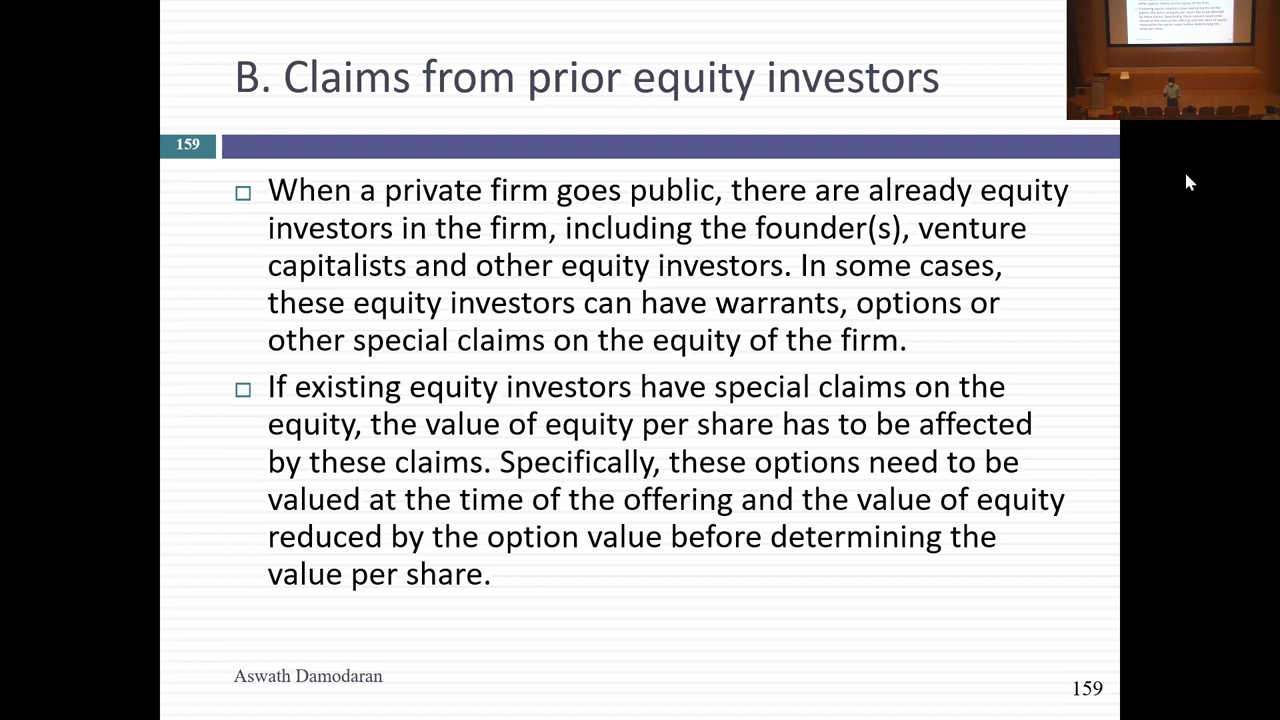 B. Claims from prior equity investors
159
When a private firm goes public, there are already equity
investors in the firm, including the founder(s), venture
capitalists and other equity investors. In some cases,
these equity investors can have warrants, options or
other special claims on the equity of the firm.
If existing equity investors have special claims on the
equity, the value of equity per share has to be affected
by these claims. Specifically, these options need to be
valued at the time of the offering and the value of equity
reduced by the option value before determining the
value per share.
Aswath Damodaran
159